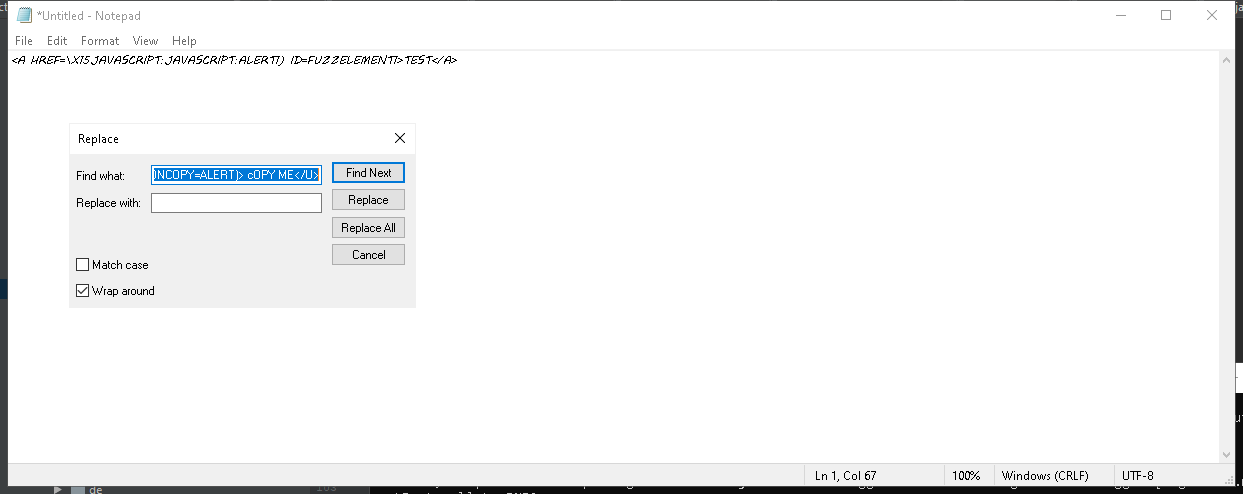 *Untitled - Notepad
File Edit Format View Help
<A HREF=\X15JAVASCRIPT:JAVASCRIPT:ALERT1) ID=FUZZELEMENT1>TEST</A>
Replace
Find what: )NCOPY=ALERT)> cOPY ME</U>
Find Next
Replace with:
Replace
Replace All
Cancel
Match case
Wrap around
Ln 1, Col 67 100% Windows (CRLF) UTF-8
de